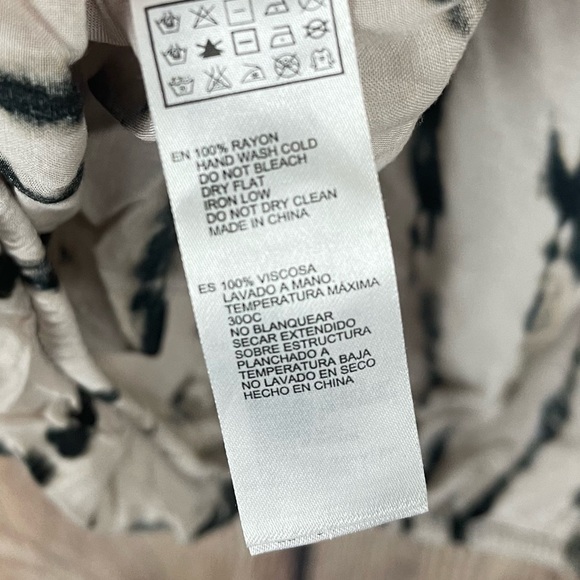 EN 100% RAYON
HAND WASH COLD
DO NOT BLEACH
DRY FLAT
IRON LOW
DO NOT DRY CLEAN
MADE IN CHINA
ES 100% VISCOSA
LAVADO A MANO
TEMPERATURA MÁXIMA
30OC
NO BLANQUEAR
SECAR EXTENDIDO
SOBRE ESTRUCTURA
PLANCHADO A
TEMPERATURA BAJA
NO LAVADO EN SECO
HECHO EN CHINA